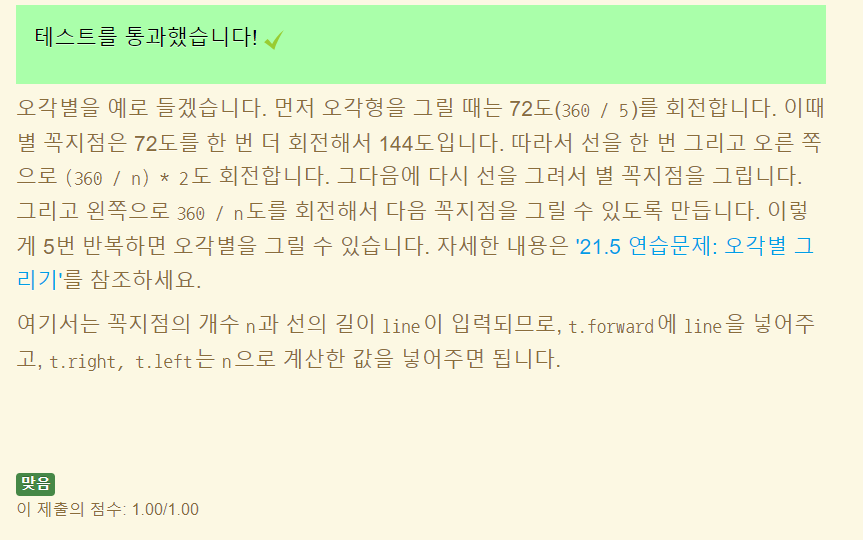 테스트를 통과했습니다!
오각별을 예로 들겠습니다. 먼저 오각형을 그릴 때는 72도(360 / 5)를 회전합니다. 이때
별 꼭지점은 72도를 한 번 더 회전해서 144도입니다. 따라서 선을 한 번 그리고 오른 쪽
으로 (360 / n) * 2도 회전합니다. 그다음에 다시 선을 그려서 별 꼭지점을 그립니다.
그리고 왼쪽으로 360 / n도를 회전해서 다음 꼭지점을 그릴 수 있도록 만듭니다. 이렇
게 5번 반복하면 오각별을 그릴 수 있습니다. 자세한 내용은 '21.5 연습문제: 오각별 그
리기'를 참조하세요.
여기서는 꼭지점의 개수 n과 선의 길이 line이 입력되므로, t.forward에 line을 넣어주
고, t.right, t.left는 n으로 계산한 값을 넣어주면 됩니다.
맞음
이 제출의 점수: 1.00/1.00